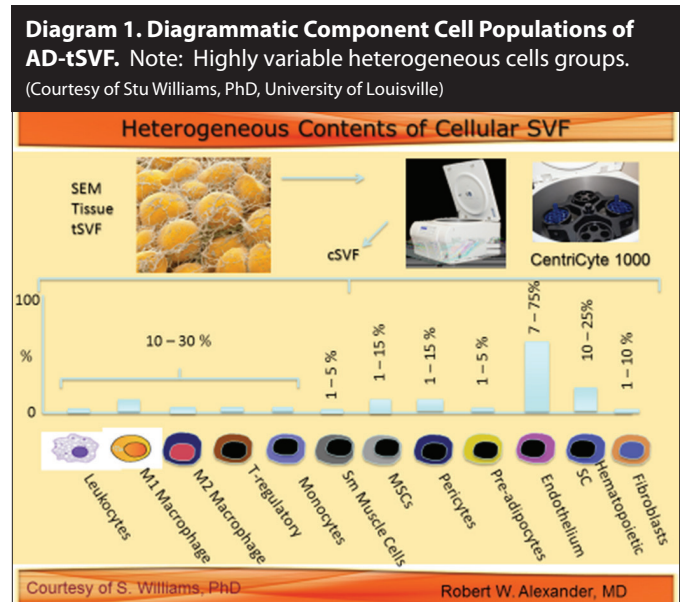 Diagram 1. Diagrammatic Component Cell Populations of
AD-tSVF. Note: Highly variable heterogeneous cells groups.
(Courtesy of Stu Williams, PhD, University of Louisville)
Heterogeneous Contents of Cellular SVF
SEM
Tissue
tSVF
cSVF
CentriCyte 1000
100
%
0
10 – 30 %
1 – 5 %
1 – 15 %
1 – 15 %
1 – 5 %
7 – 75%
10 – 25%
1 – 10 %
Leukocytes
M1 Macrophage
M2 Macrophage
T-regulatory
Monocytes
Sm Muscle Cells
MSCs
Pericytes
Pre-adipocytes
Endothelium
SC
Hematopoietic
Fibroblasts
Courtesy of S. Williams, PhD
Robert W. Alexander, MD